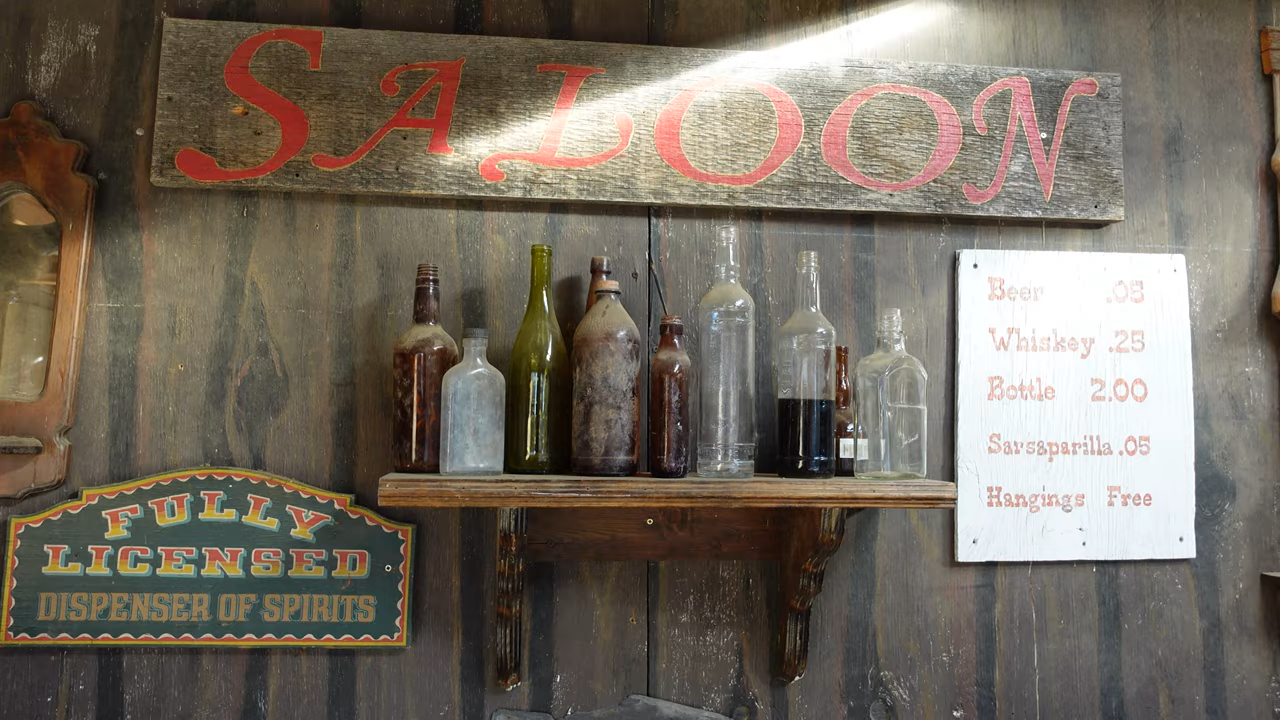 SALOON
Beer .05
Whiskey .25
Bottle 2.00
Sarsaparilla .05
Hangings Free
FULLY
LICENSED
DISPENSER OF SPIRITS